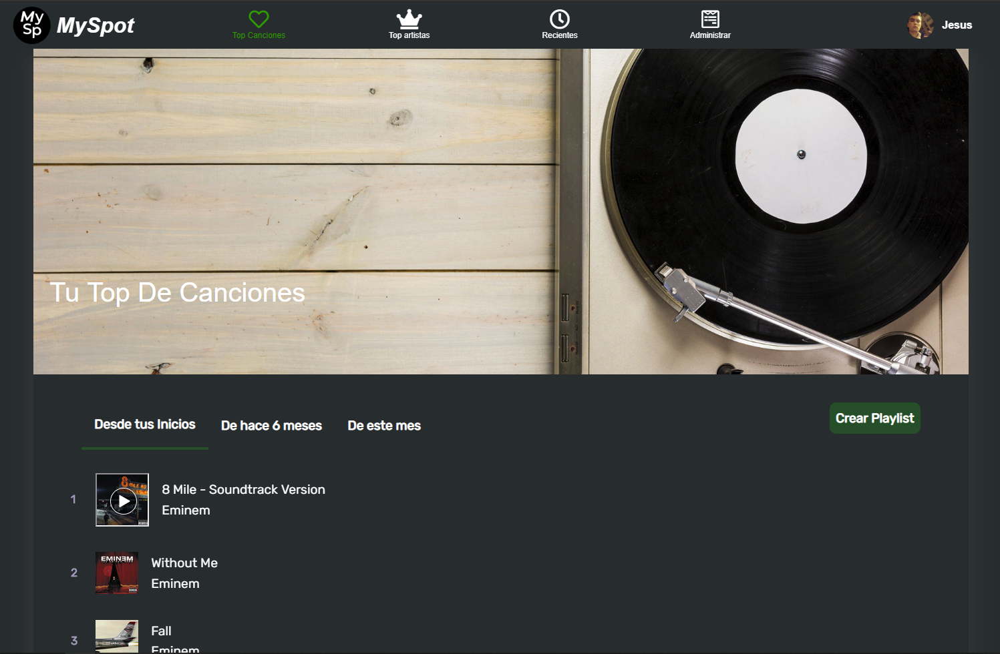 My
Sp
MySpot
Top Canciones
Top artistas
Recientes
Administrar
Jesus
Tu Top De Canciones
Desde tus Inicios
De hace 6 meses
De este mes
Crear Playlist
1
8 Mile - Soundtrack Version
Eminem
2
EMINƎM
Without Me
Eminem
3
Fall
Eminem